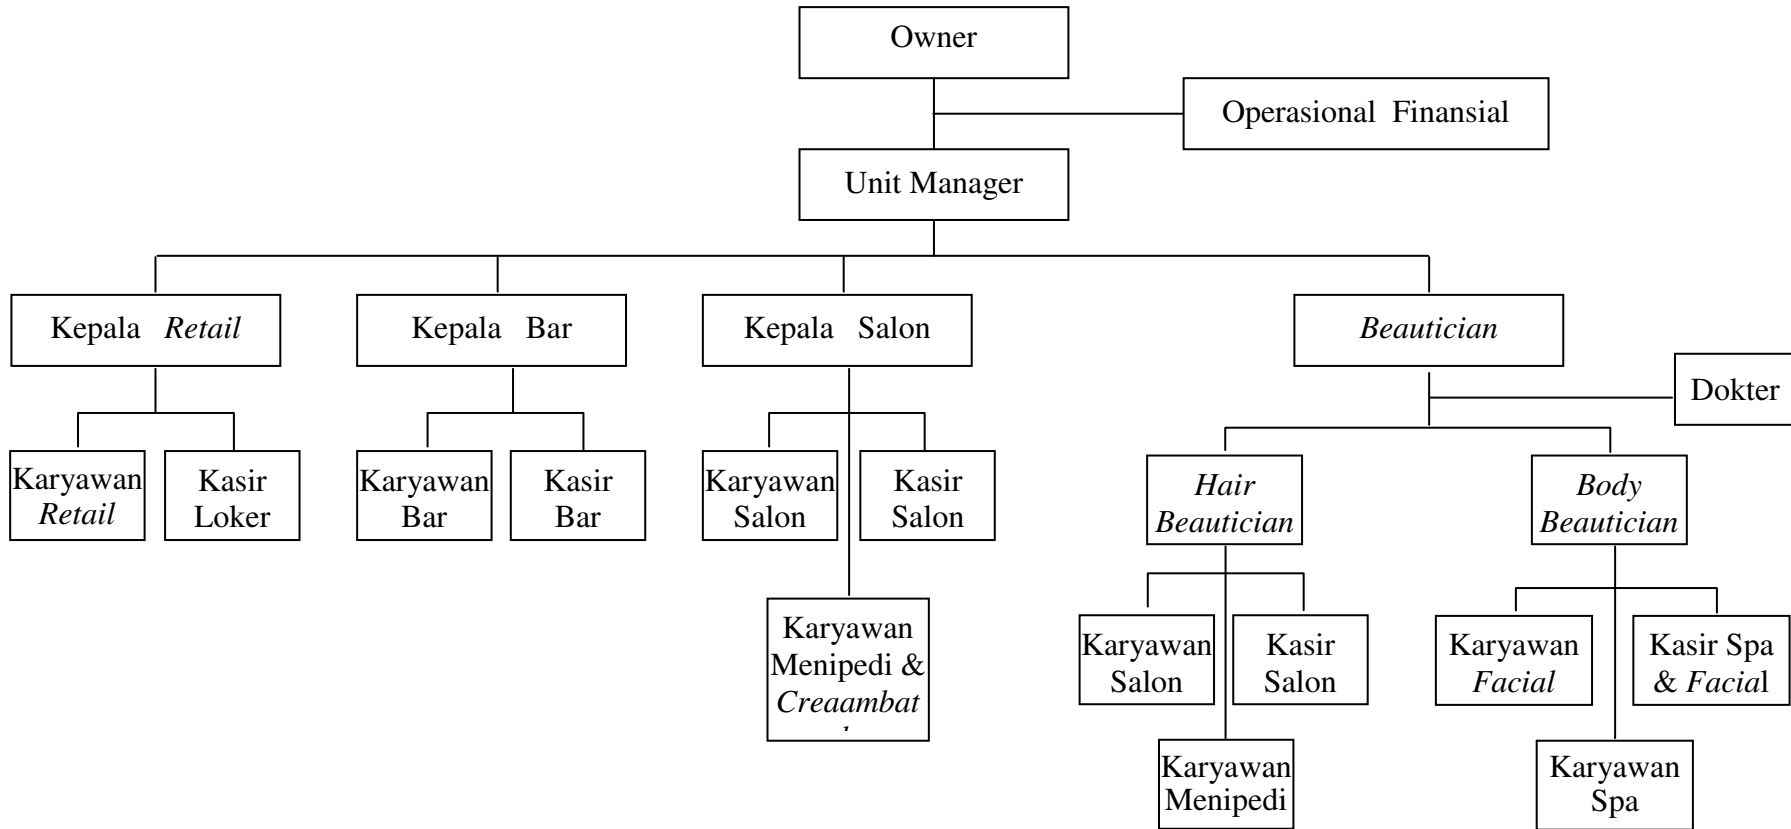 Owner
Operasional Finansial
Unit Manager
Kepala Retail
Kepala Bar
Kepala Salon
Beautician
Dokter
Karyawan
Retail
Kasir
Loker
Karyawan
Bar
Kasir
Bar
Karyawan
Salon
Kasir
Salon
Hair
Beautician
Body
Beautician
Karyawan
Menipedi &
Creaambat
Karyawan
Salon
Kasir
Salon
Karyawan
Facial
Kasir Spa
& Facial
Karyawan
Menipedi
Karyawan
Spa